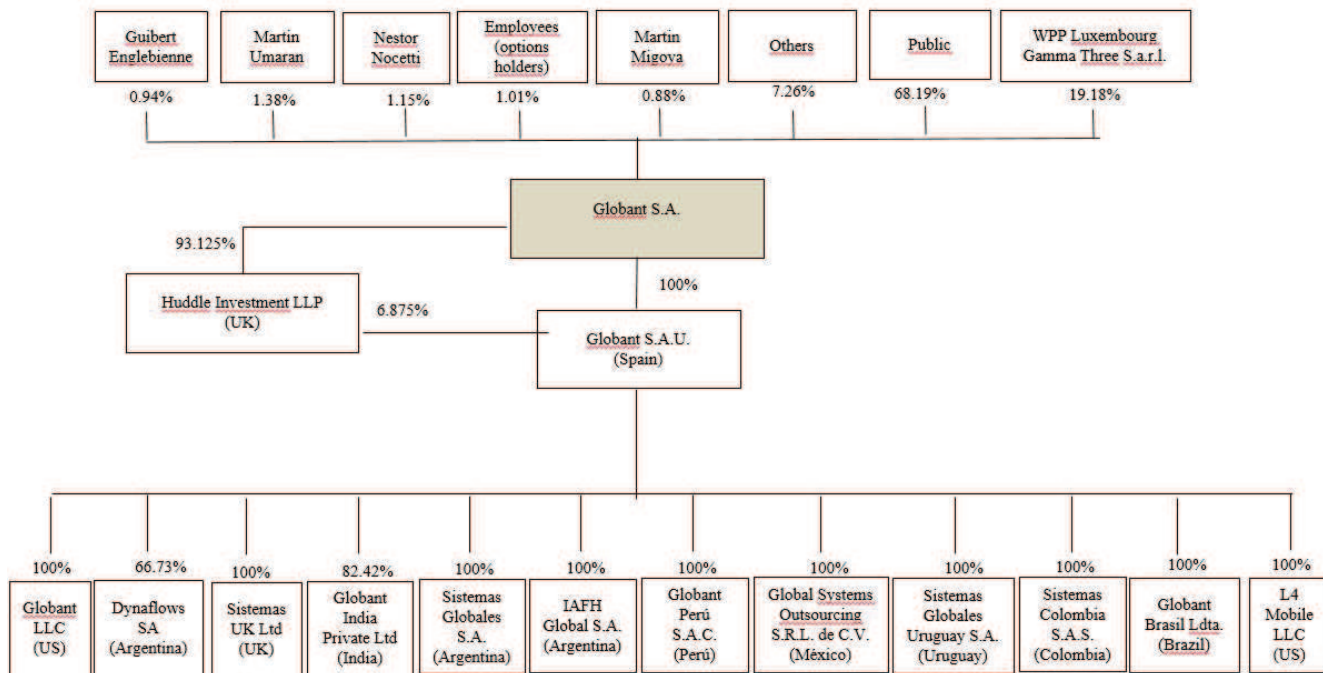 Guibert
Englebienne
Martin
Umaran
Nestor
Nocetti
Employees
(options
holders)
Martin
Migoya
Others
Public
WPP Luxembourg
Gamma Three S.a.r.l.
0.94%
1.38%
1.15%
1.01%
0.88%
7.26%
68.19%
19.18%
Globant S.A.
93.125%
100%
Huddle Investment LLP
(UK)
6.875%
Globant S.A.U.
(Spain)
100%
66.73%
100%
82.42%
100%
100%
100%
100%
100%
100%
100%
100%
Globant
LLC
(US)
Dynaflows
SA
(Argentina)
Sistemas
UK Ltd
(UK)
Globant
India
Private Ltd
(India)
Sistemas
Globales
S.A.
(Argentina)
IAFH
Global S.A.
(Argentina)
Globant
Perú
S.A.C.
(Perú)
Global Systems
Outsourcing
S.R.L. de C.V.
(México)
Sistemas
Globales
Uruguay S.A.
(Uruguay)
Sistemas
Colombia
S.A.S.
(Colombia)
Globant
Brasil Ldta.
(Brazil)
L4
Mobile
LLC
(US)